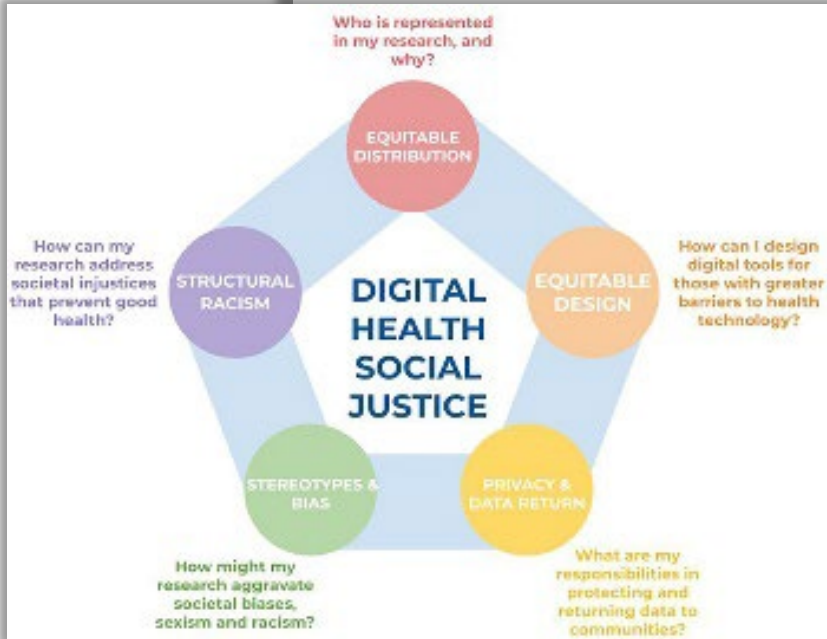 Who is represented
in my research, and
why?
EQUITABLE
DISTRIBUTION
How can my
research address
societal injustices
that prevent good
health?
STRUCTURAL
RACISM
DIGITAL
HEALTH
SOCIAL
JUSTICE
EQUITABLE
DESIGN
How can I design
digital tools for
those with greater
barriers to health
technology?
STEREOTYPES &
BIAS
PRIVACY &
DATA RETURN
How might my
research aggravate
societal biases,
sexism and racism?
What are my
responsibilities in
protecting and
returning data to
communities?